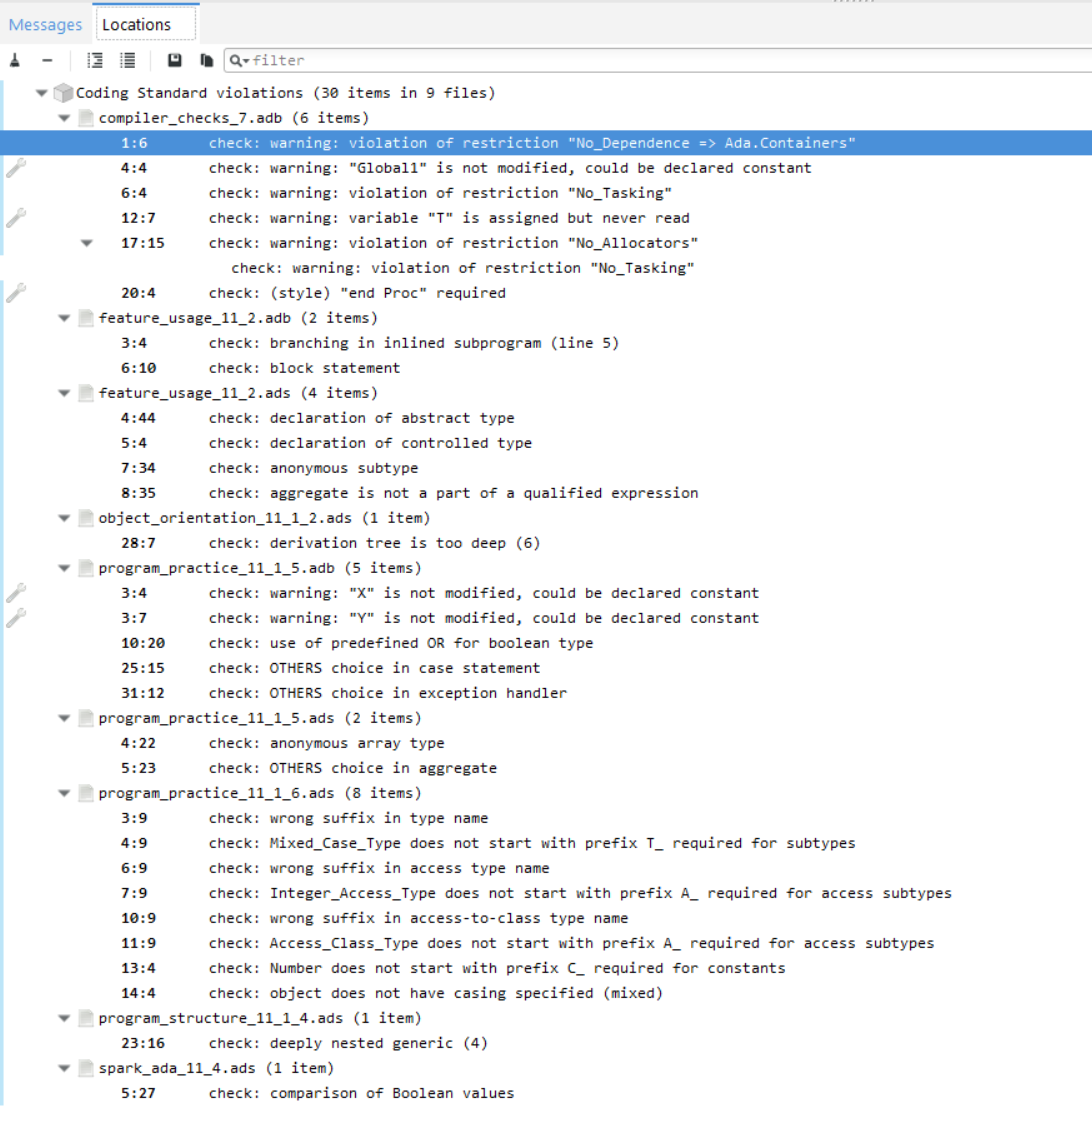 Messages Locations
filter
Coding Standard violations (30 items in 9 files)
compiler_checks_7.adb (6 items)
1:6 check: warning: violation of restriction "No_Dependence => Ada.Containers"
4:4 check: warning: "Global1" is not modified, could be declared constant
6:4 check: warning: violation of restriction "No_Tasking"
12:7 check: warning: variable "T" is assigned but never read
17:15 check: warning: violation of restriction "No_Allocators"
check: warning: violation of restriction "No_Tasking"
20:4 check: (style) "end Proc" required
feature_usage_11_2.adb (2 items)
3:4 check: branching in inlined subprogram (line 5)
6:10 check: block statement
feature_usage_11_2.ads (4 items)
4:44 check: declaration of abstract type
5:4 check: declaration of controlled type
7:34 check: anonymous subtype
8:35 check: aggregate is not a part of a qualified expression
object_orientation_11_1_2.ads (1 item)
28:7 check: derivation tree is too deep (6)
program_practice_11_1_5.adb (5 items)
3:4 check: warning: "X" is not modified, could be declared constant
3:7 check: warning: "Y" is not modified, could be declared constant
10:20 check: use of predefined OR for boolean type
25:15 check: OTHERS choice in case statement
31:12 check: OTHERS choice in exception handler
program_practice_11_1_5.ads (2 items)
4:22 check: anonymous array type
5:23 check: OTHERS choice in aggregate
program_practice_11_1_6.ads (8 items)
3:9 check: wrong suffix in type name
4:9 check: Mixed_Case_Type does not start with prefix T_ required for subtypes
6:9 check: wrong suffix in access type name
7:9 check: Integer_Access_Type does not start with prefix A_ required for access subtypes
10:9 check: wrong suffix in access-to-class type name
11:9 check: Access_Class_Type does not start with prefix A_ required for access subtypes
13:4 check: Number does not start with prefix C_ required for constants
14:4 check: object does not have casing specified (mixed)
program_structure_11_1_4.ads (1 item)
23:16 check: deeply nested generic (4)
spark_ada_11_4.ads (1 item)
5:27 check: comparison of Boolean values